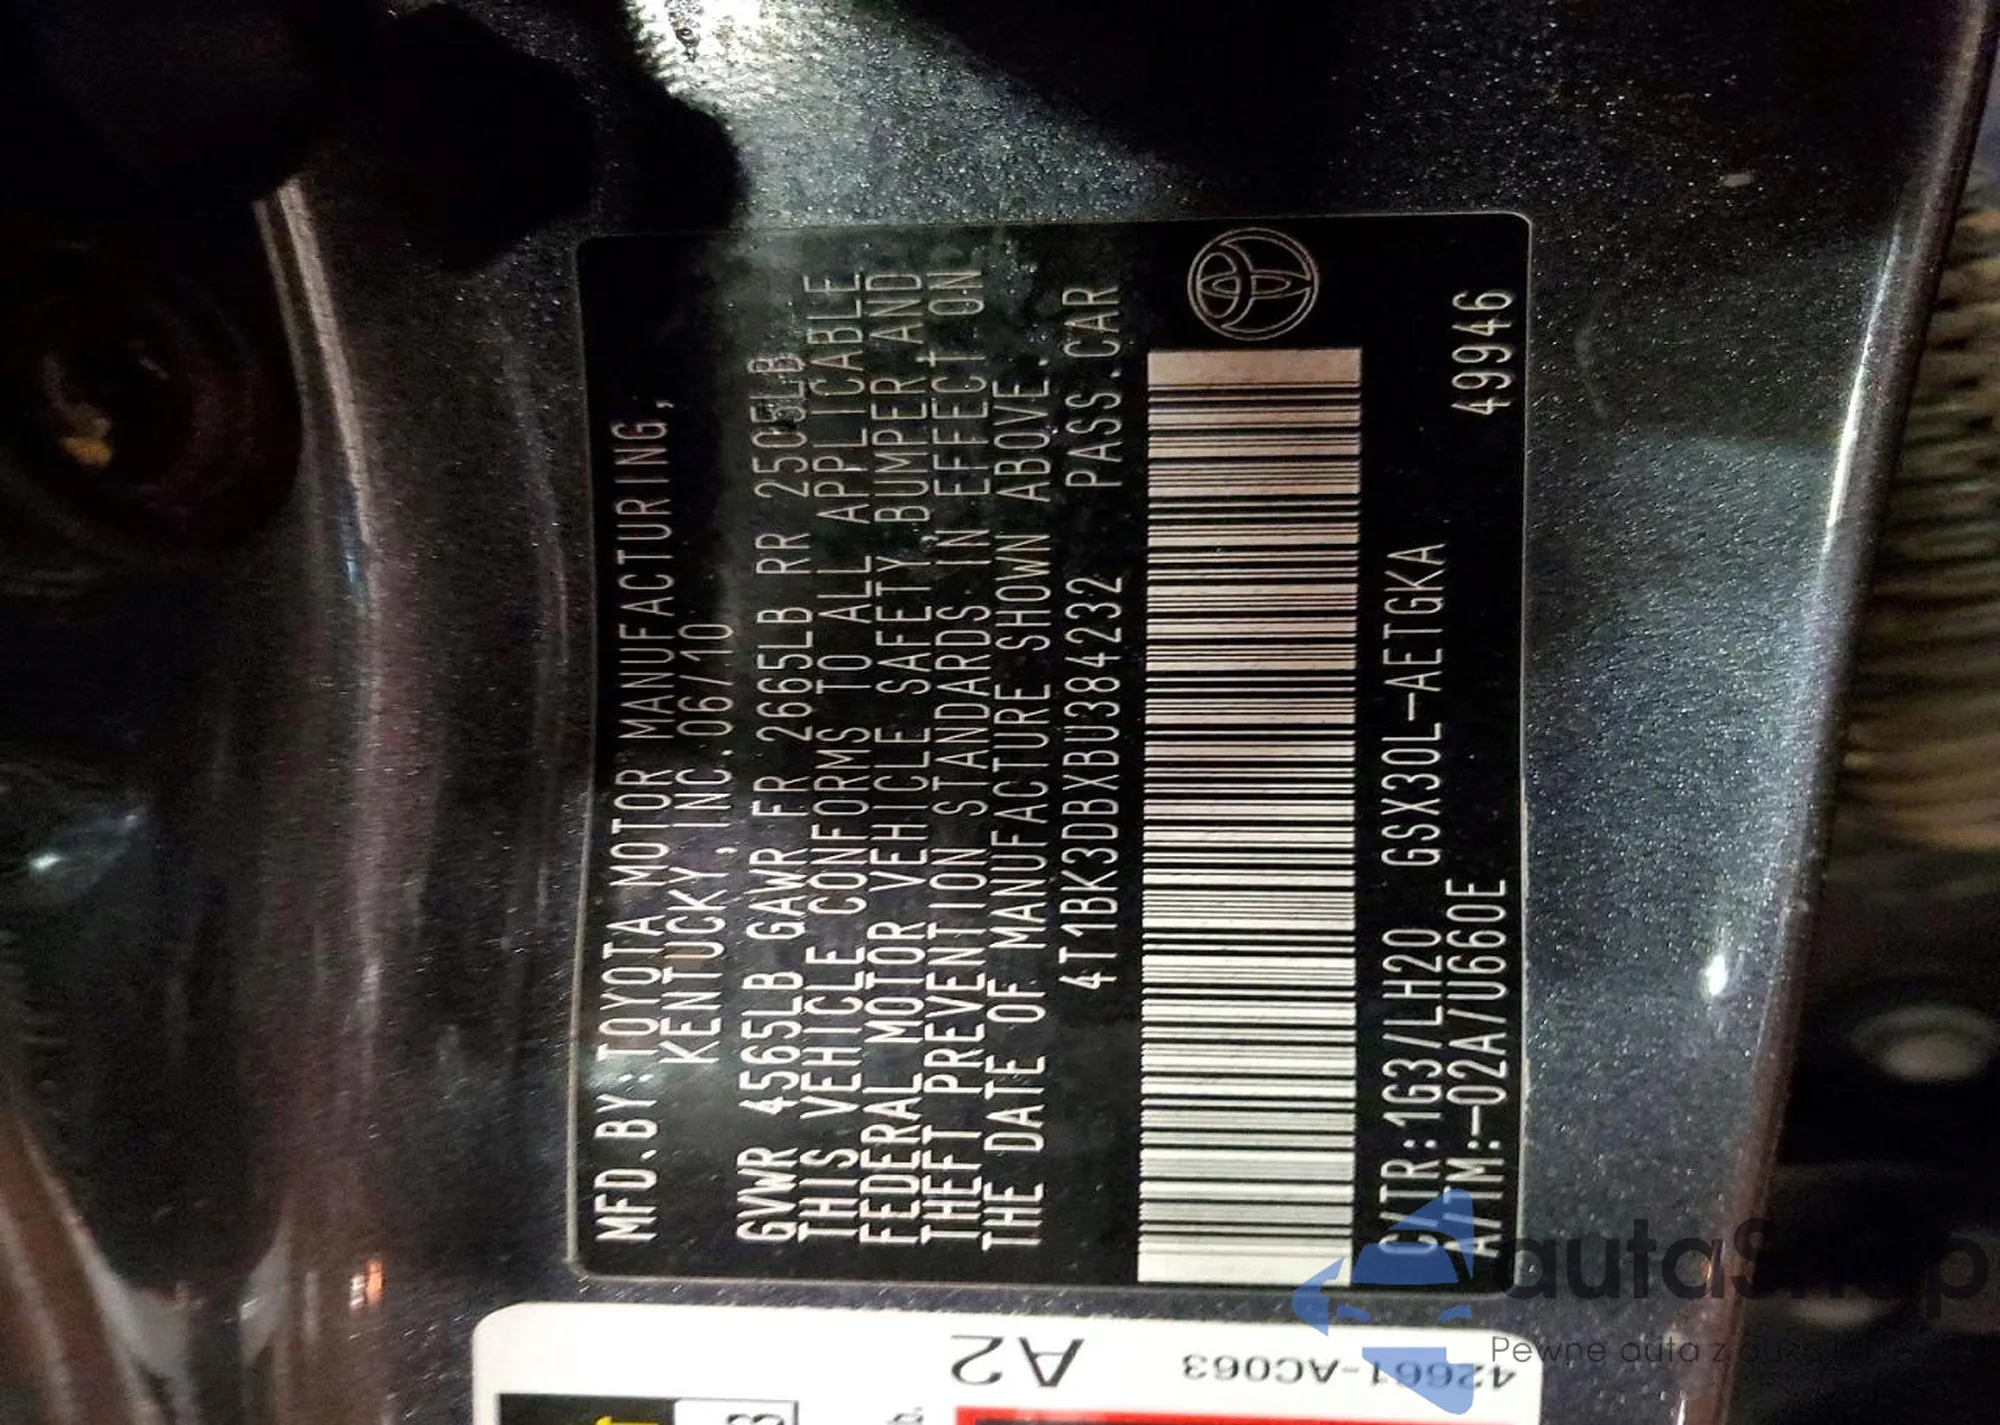 MFD.BY:TOYOTA MOTOR MANUFACTURING,
KENTUCKY, INC.06/10
GVWR 4565LB GAWR FR 2665LB RR 2505LB
THIS VEHICLE CONFORMS TO ALL APPLICABLE
FEDERAL MOTOR VEHICLE SAFETY,BUMPER AND
THEFT PREVENTION STANDARDS IN EFFECT ON
THE DATE OF MANUFACTURE SHOWN ABOVE.
4T1BK3DBXBU384232 PASS.CAR
C/TR:1G3/LH20 GSX30L-AETGKA
A/TM:-02A/U660E 49946
A2
42661-AC063
autaSnap
Pewne auta z